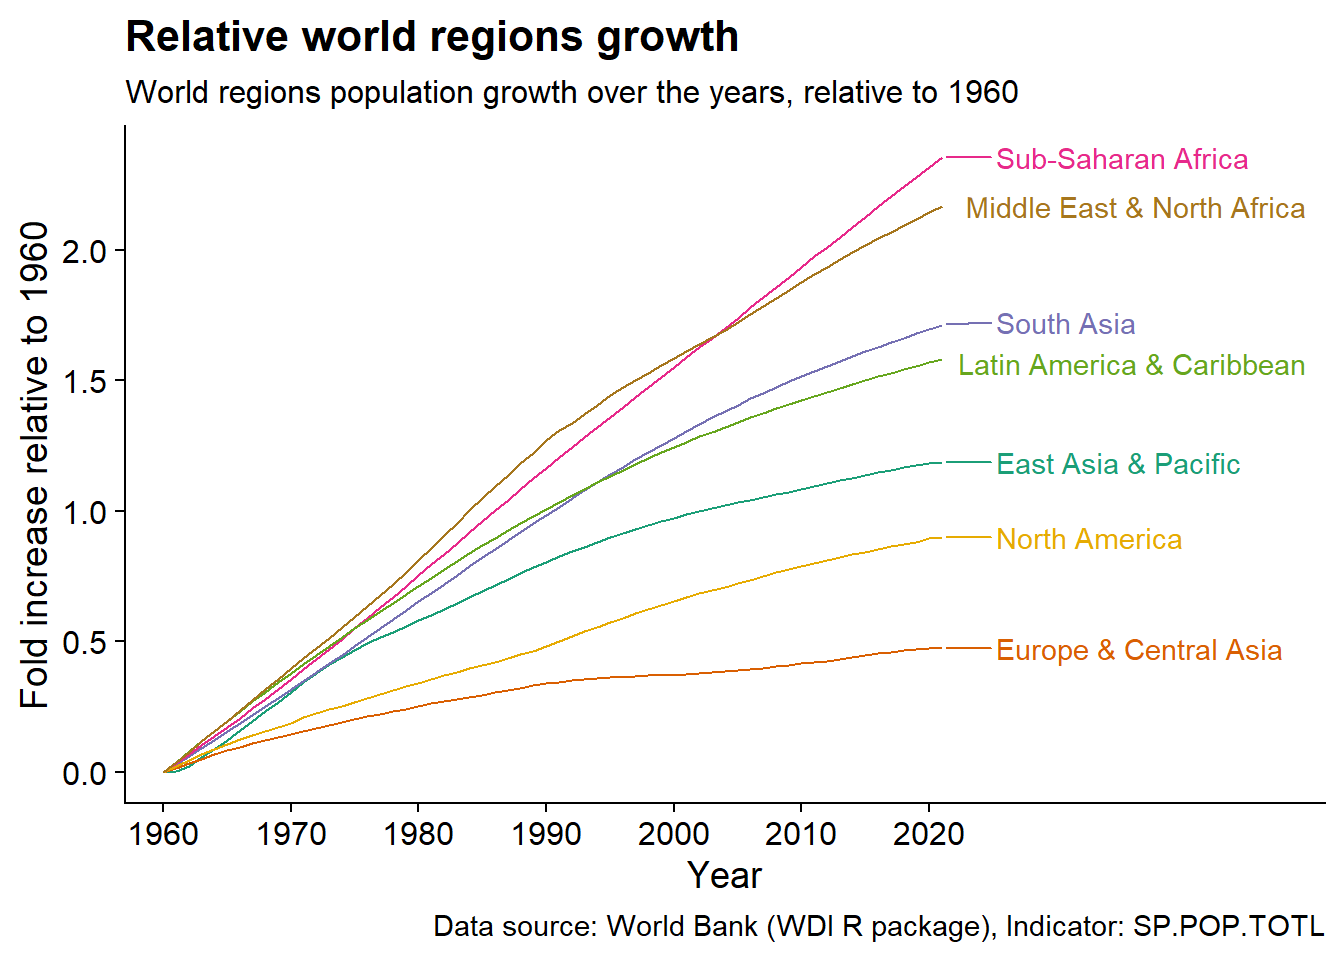 Relative world regions growth
World regions population growth over the years, relative to 1960
Fold increase relative to 1960
2.0
1.5
1.0
0.5
0.0
Sub-Saharan Africa
Middle East & North Africa
South Asia
Latin America & Caribbean
East Asia & Pacific
North America
Europe & Central Asia
1960 1970 1980 1990 2000 2010 2020
Year
Data source: World Bank (WDI R package), Indicator: SP.POP.TOTL